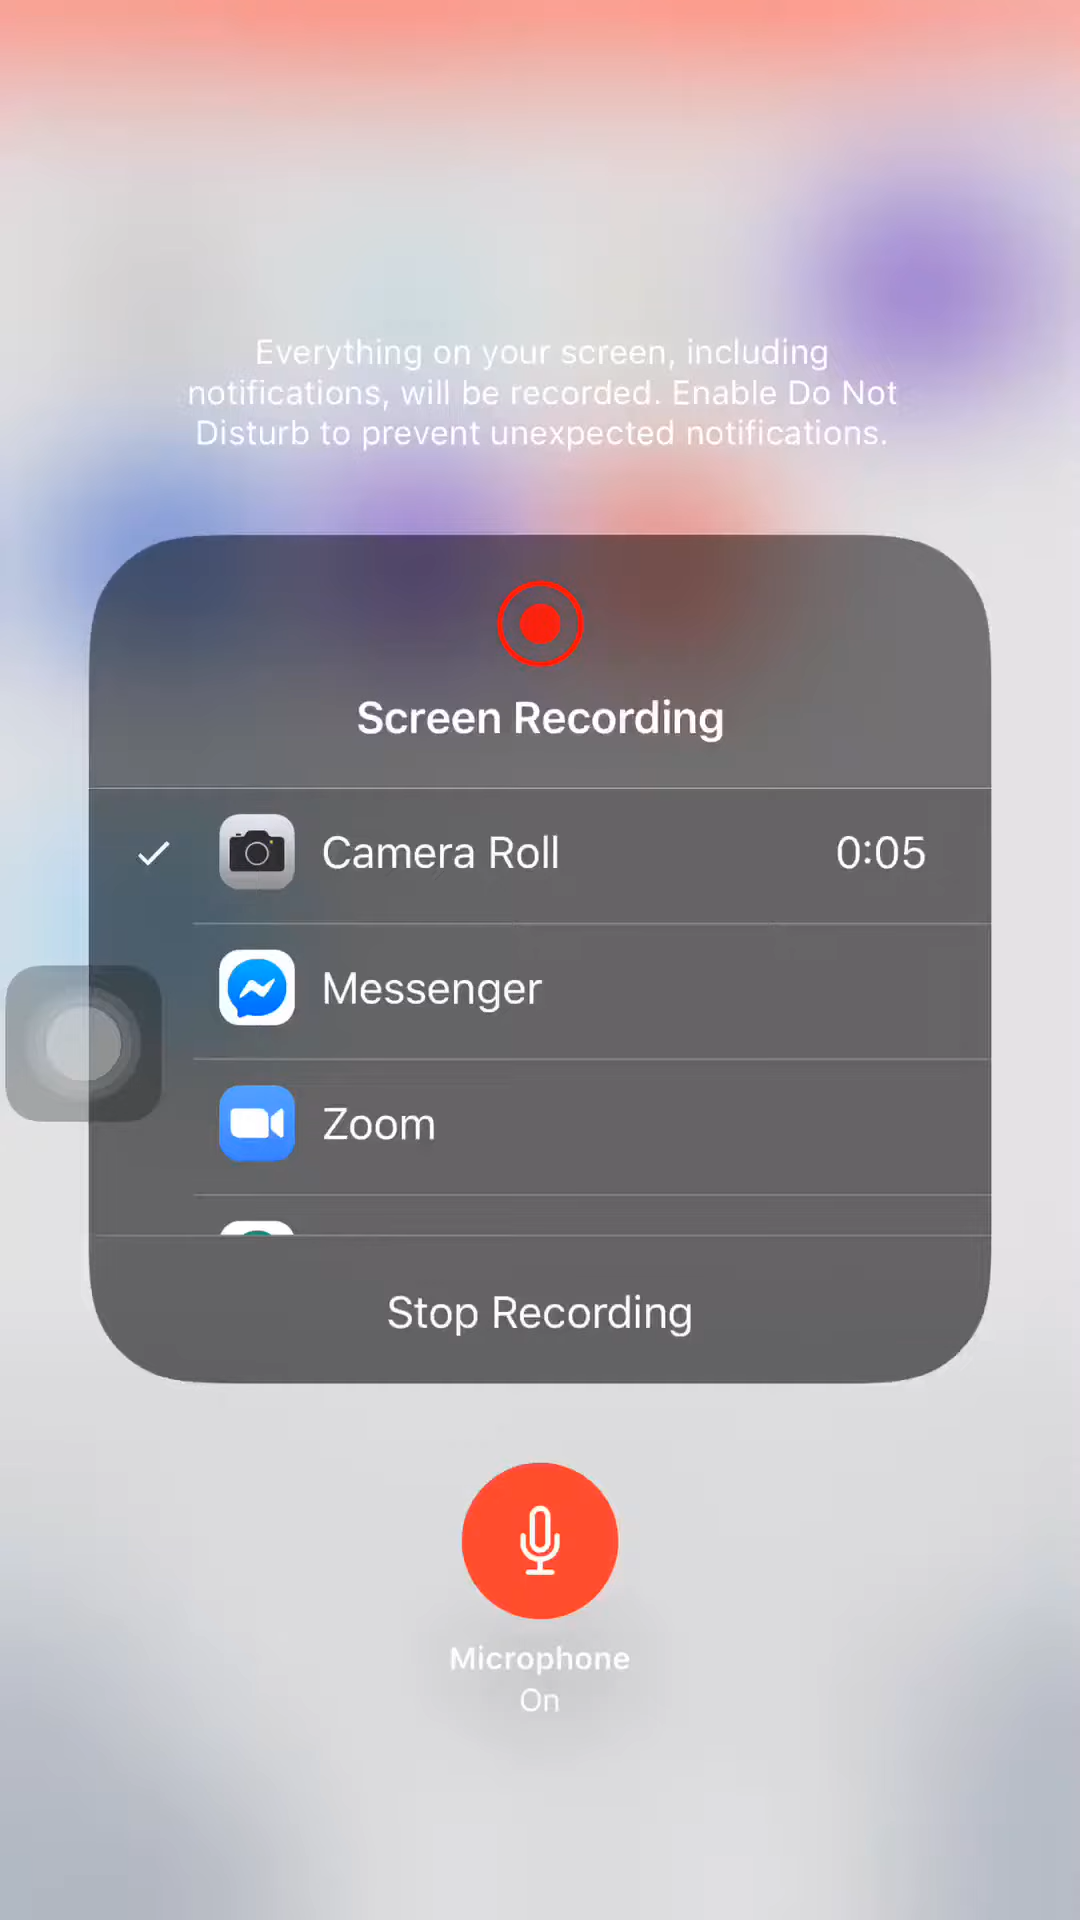 Everything on your screen, including
notifications, will be recorded. Enable Do Not
Disturb to prevent unexpected notifications.
Screen Recording
Camera Roll 0:05
Messenger
Zoom
Stop Recording
Microphone
On